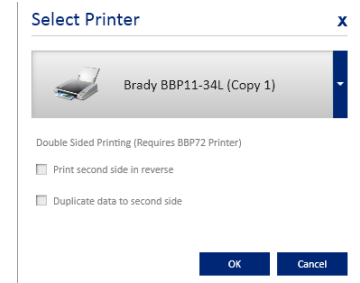 Select Printer
x
Brady BBP11-34L (Copy 1)
Double Sided Printing (Requires BBP72 Printer)
Print second side in reverse
Duplicate data to second side
OK
Cancel